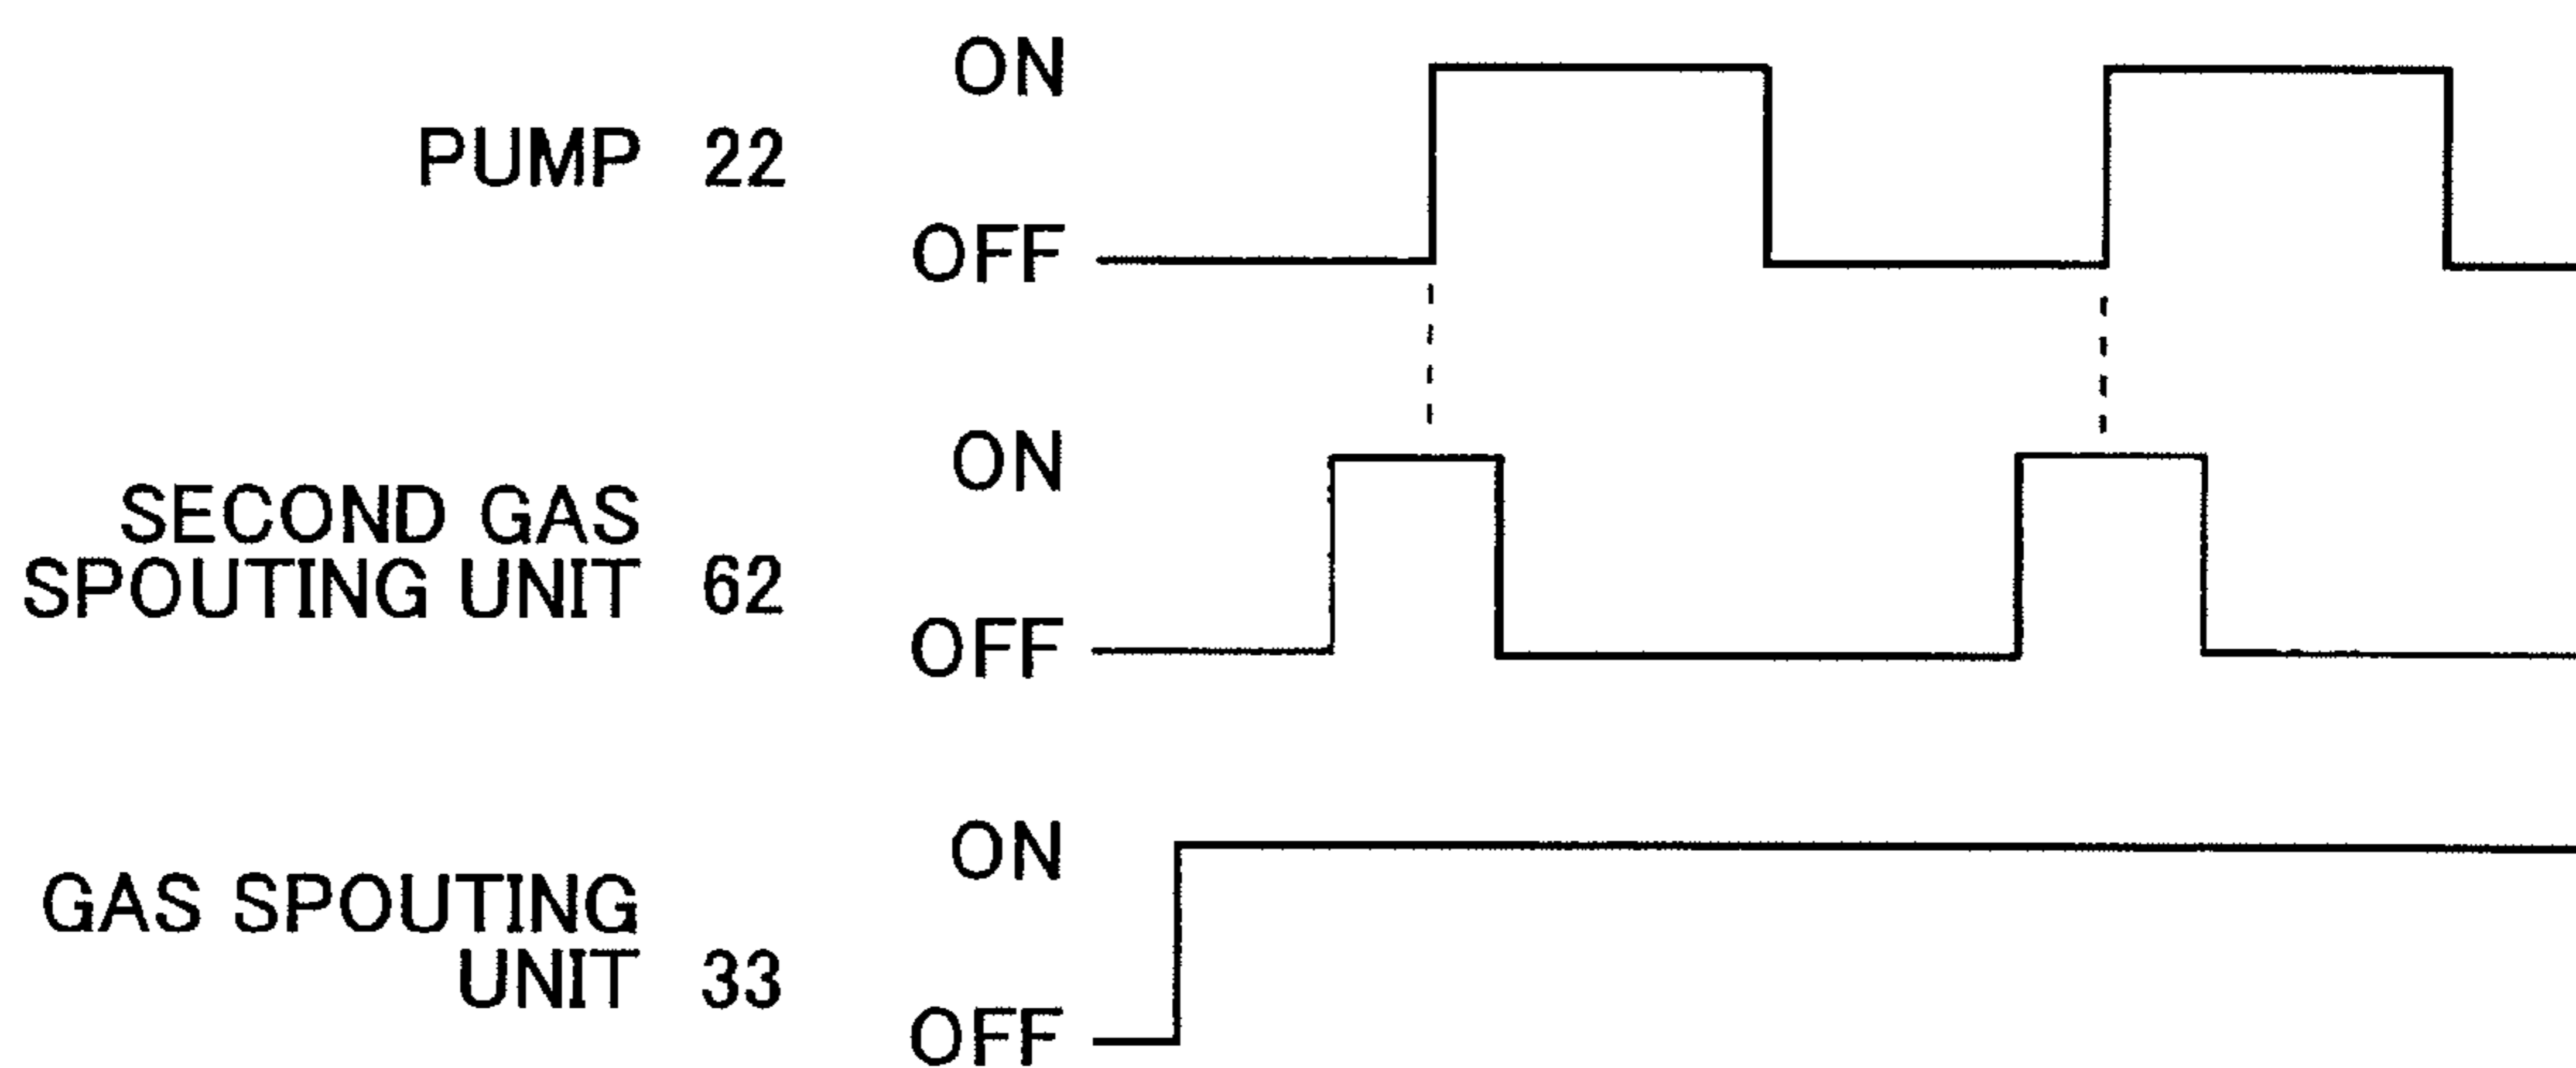 ON
PUMP 22
OFF
ON
SECOND GAS
SPOUTING UNIT 62
OFF
ON
GAS SPOUTING
UNIT 33
OFF